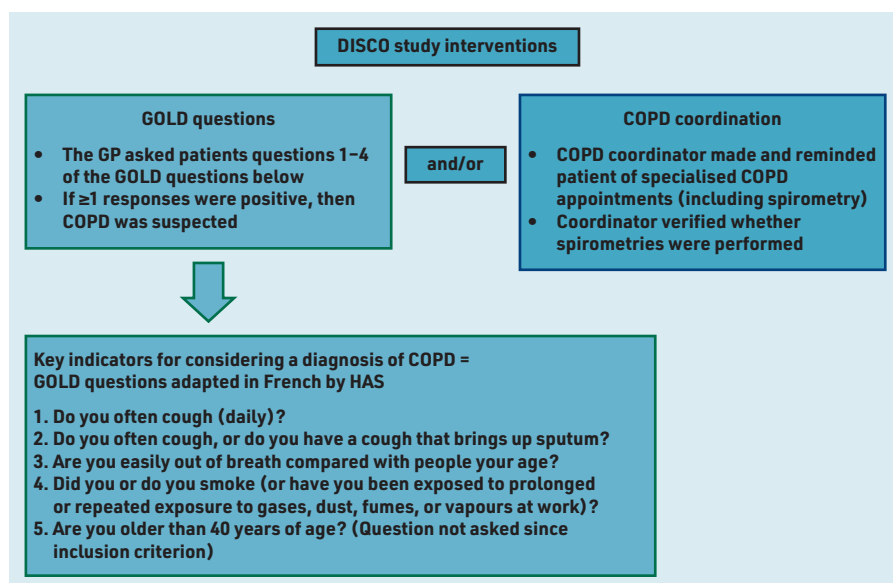 DISCO study interventions
GOLD questions
• The GP asked patients questions 1–4
of the GOLD questions below
• If ≥1 responses were positive, then
COPD was suspected
and/or
COPD coordination
• COPD coordinator made and reminded
patient of specialised COPD
appointments (including spirometry)
• Coordinator verified whether
spirometries were performed
Key indicators for considering a diagnosis of COPD =
GOLD questions adapted in French by HAS
1. Do you often cough (daily)?
2. Do you often cough, or do you have a cough that brings up sputum?
3. Are you easily out of breath compared with people your age?
4. Did you or do you smoke (or have you been exposed to prolonged
or repeated exposure to gases, dust, fumes, or vapours at work)?
5. Are you older than 40 years of age? (Question not asked since
inclusion criterion)